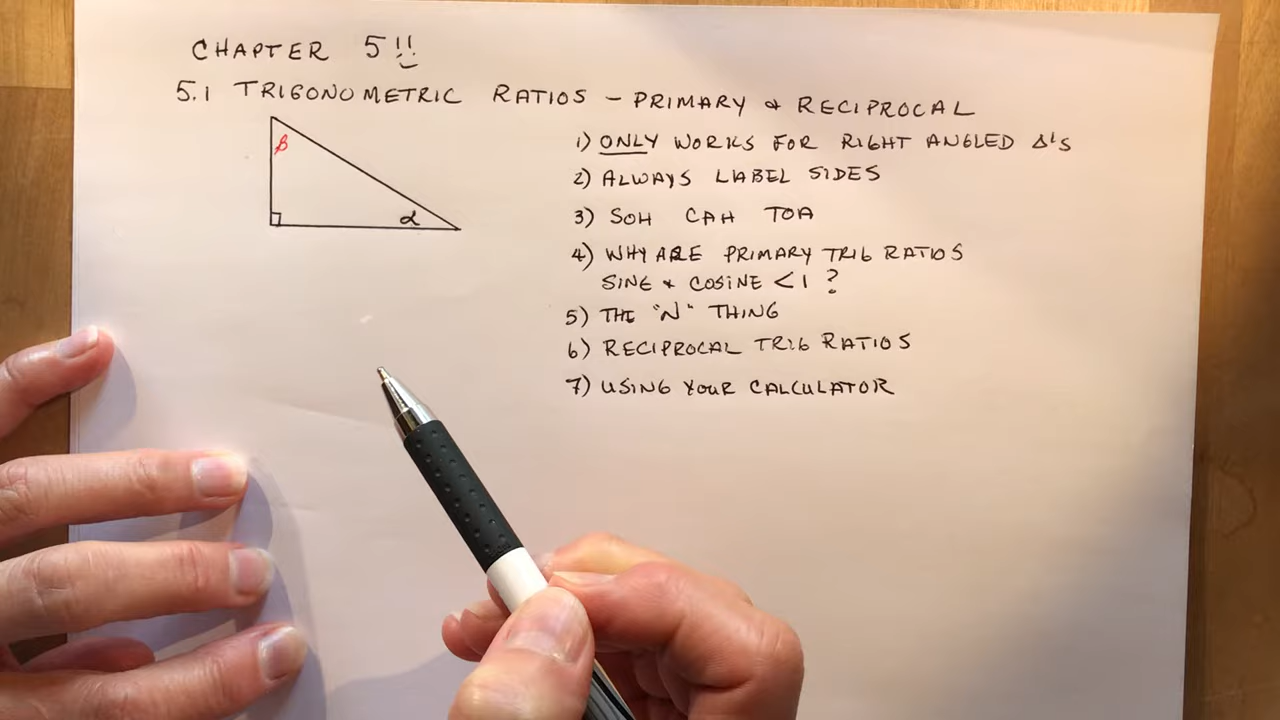 CHAPTER 5!!
5.1 TRIGONOMETRIC RATIOS – PRIMARY & RECIPROCAL
β
α
1) ONLY WORKS FOR RIGHT ANGLED Δ'S
2) ALWAYS LABEL SIDES
3) SOH CAH TOA
4) WHY ARE PRIMARY TRIG RATIOS
SINE & COSINE < 1 ?
5) THE "N" THING
6) RECIPROCAL TRIG RATIOS
7) USING YOUR CALCULATOR